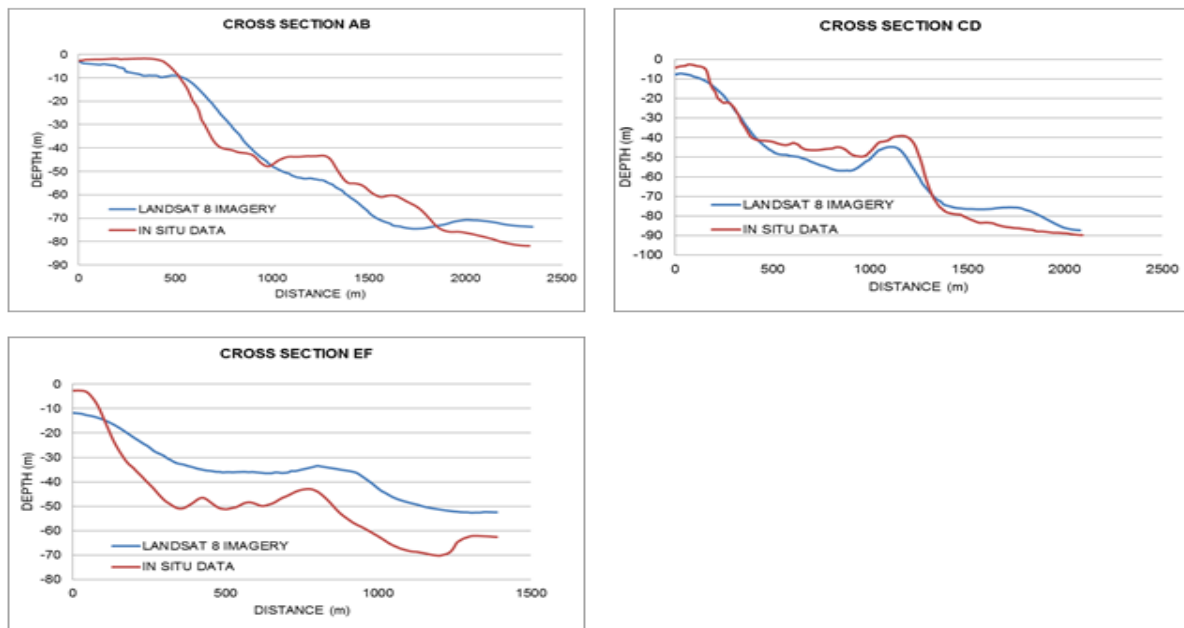 CROSS SECTION AB
0
-10
-20
-30
-40
-50
-60
-70
-80
-90
DEPTH (m)
LANDSAT 8 IMAGERY
IN SITU DATA
0 500 1000 1500 2000 2500
DISTANCE (m)
CROSS SECTION CD
0
-10
-20
-30
-40
-50
-60
-70
-80
-90
-100
DEPTH (m)
LANDSAT 8 IMAGERY
IN SITU DATA
0 500 1000 1500 2000 2500
DISTANCE (m)
CROSS SECTION EF
0
-10
-20
-30
-40
-50
-60
-70
-80
DEPTH (m)
LANDSAT 8 IMAGERY
IN SITU DATA
0 500 1000 1500
DISTANCE (m)